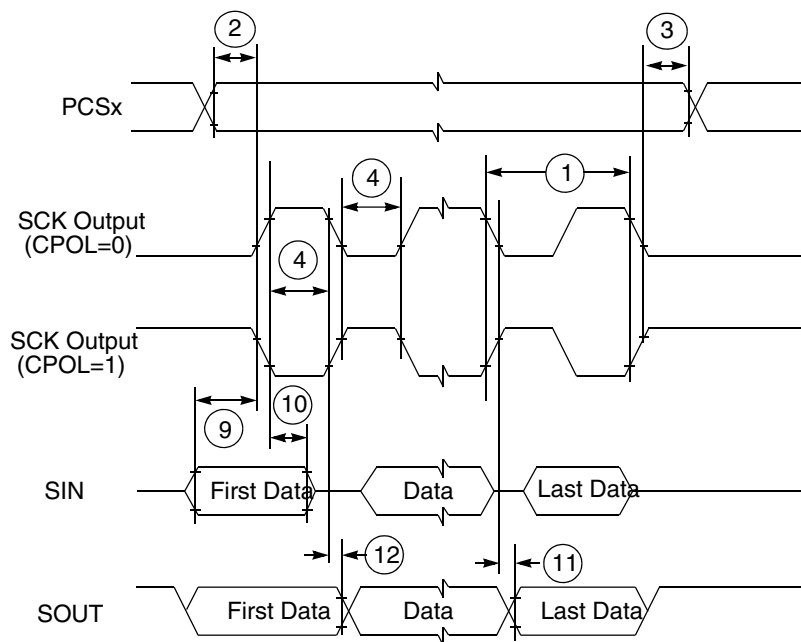 2
3
PCSx
4
1
SCK Output
(CPOL=0)
4
SCK Output
(CPOL=1)
9
10
SIN
First Data
Data
Last Data
12
11
SOUT
First Data
Data
Last Data